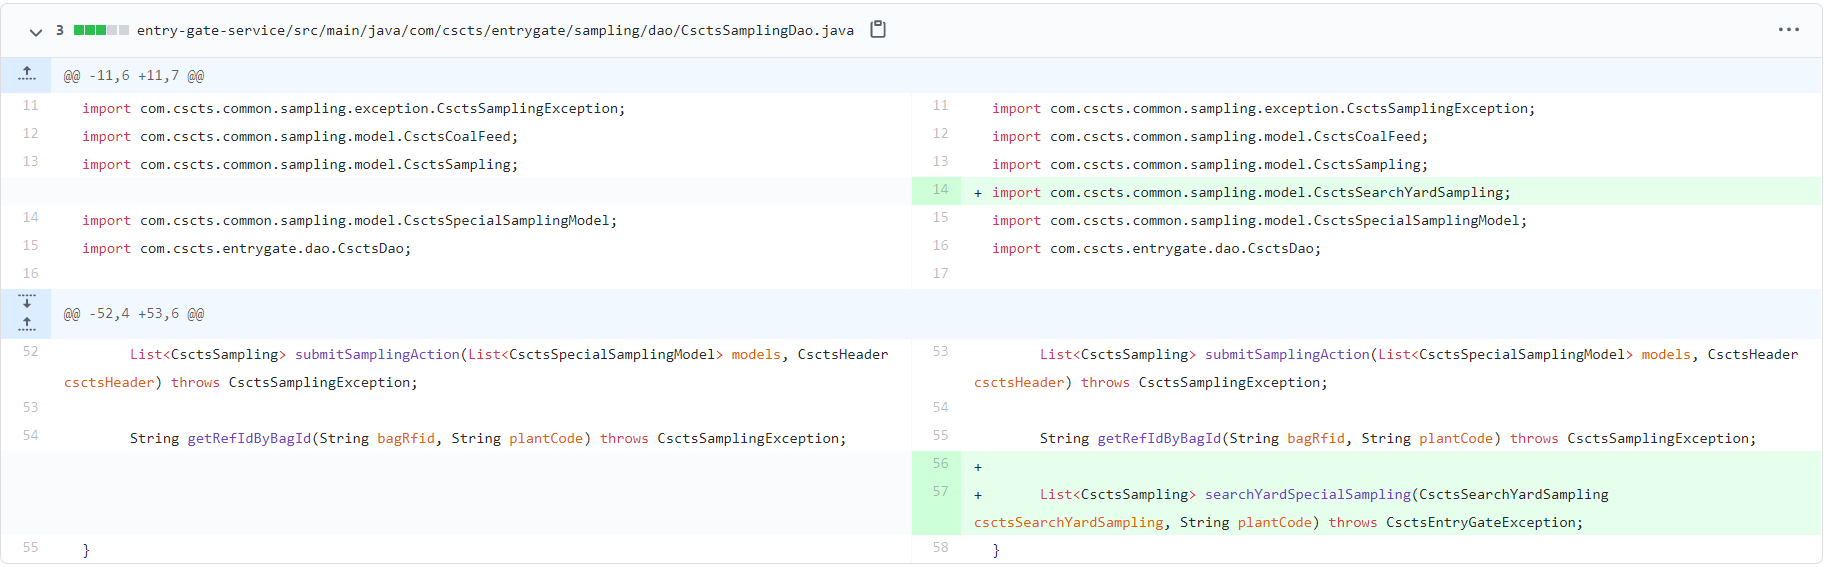 3 entry-gate-service/src/main/java/com/cscts/entrygate/sampling/dao/CsctsSamplingDao.java
@@ -11,6 +11,7 @@
11 import com.cscts.common.sampling.exception.CsctsSamplingException; 11 import com.cscts.common.sampling.exception.CsctsSamplingException;
12 import com.cscts.common.sampling.model.CsctsCoalFeed; 12 import com.cscts.common.sampling.model.CsctsCoalFeed;
13 import com.cscts.common.sampling.model.CsctsSampling; 13 import com.cscts.common.sampling.model.CsctsSampling;
14 + import com.cscts.common.sampling.model.CsctsSearchYardSampling;
14 import com.cscts.common.sampling.model.CsctsSpecialSamplingModel; 15 import com.cscts.common.sampling.model.CsctsSpecialSamplingModel;
15 import com.cscts.entrygate.dao.CsctsDao; 16 import com.cscts.entrygate.dao.CsctsDao;
16 17
@@ -52,4 +53,6 @@
52 List<CsctsSampling> submitSamplingAction(List<CsctsSpecialSamplingModel> models, CsctsHeader 53 List<CsctsSampling> submitSamplingAction(List<CsctsSpecialSamplingModel> models, CsctsHeader
csctsHeader) throws CsctsSamplingException; csctsHeader) throws CsctsSamplingException;
53 54
54 String getRefIdByBagId(String bagRfid, String plantCode) throws CsctsSamplingException; 55 String getRefIdByBagId(String bagRfid, String plantCode) throws CsctsSamplingException;
56 +
57 + List<CsctsSampling> searchYardSpecialSampling(CsctsSearchYardSampling
csctsSearchYardSampling, String plantCode) throws CsctsEntryGateException;
55 } 58 }